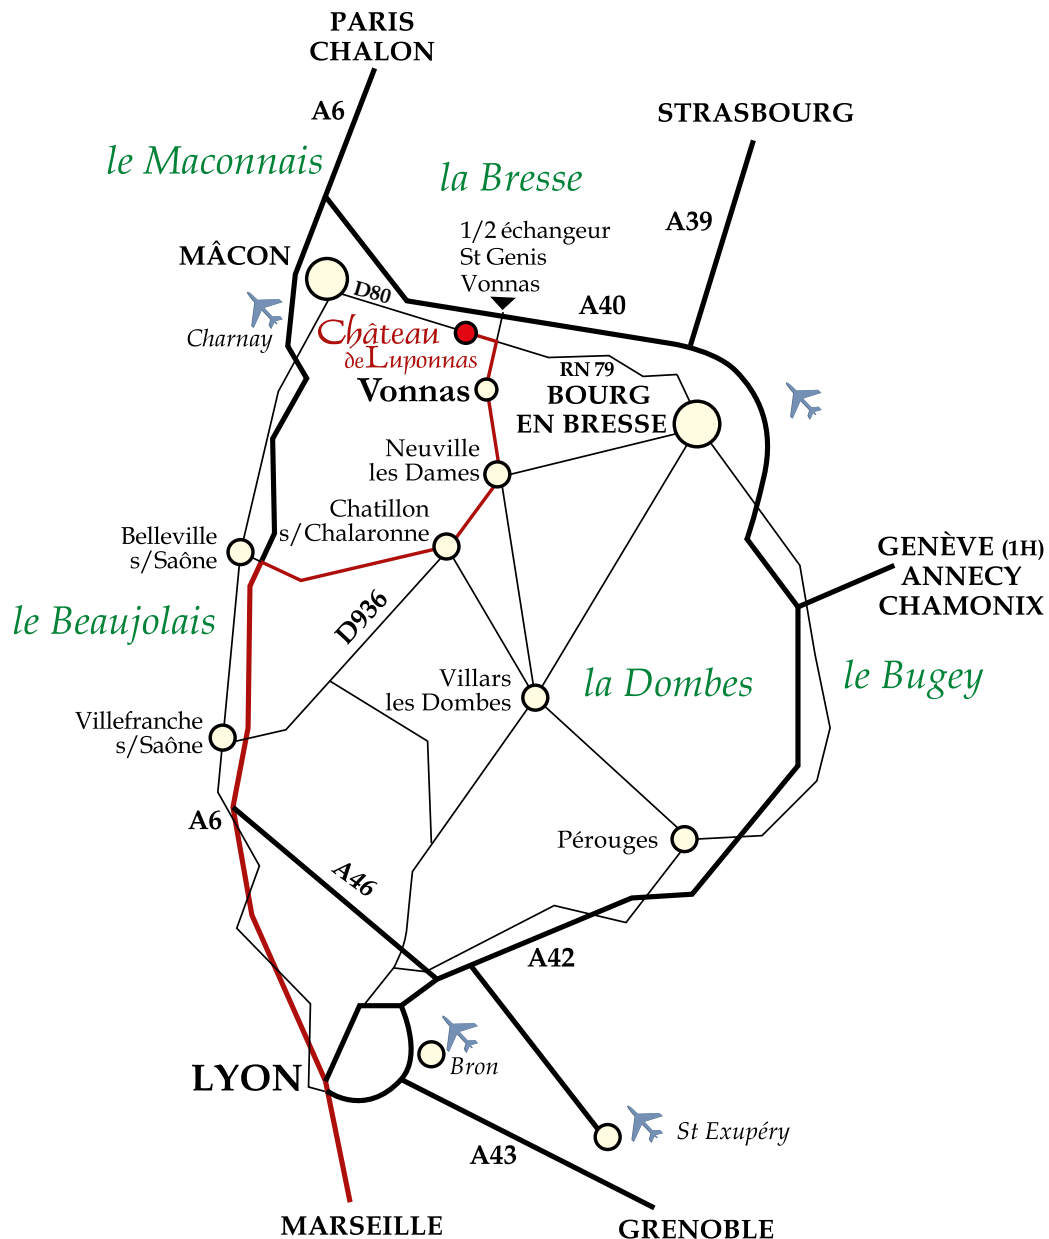 PARIS
CHALON
A6
STRASBOURG
le Maconnais
la Bresse
A39
1/2 échangeur
St Genis
Vonnas
MÂCON
D80
A40
Charnay
Château
de Luponnas
RN 79
Vonnas
BOURG
EN BRESSE
Neuville
les Dames
Chatillon
s/Chalaronne
Belleville
s/Saône
GENÈVE (1H)
ANNECY
CHAMONIX
le Beaujolais
D936
Villars
les Dombes
la Dombes
le Bugey
Villefranche
s/Saône
A6
Pérouges
A46
A42
LYON
Bron
St Exupéry
A43
MARSEILLE
GRENOBLE